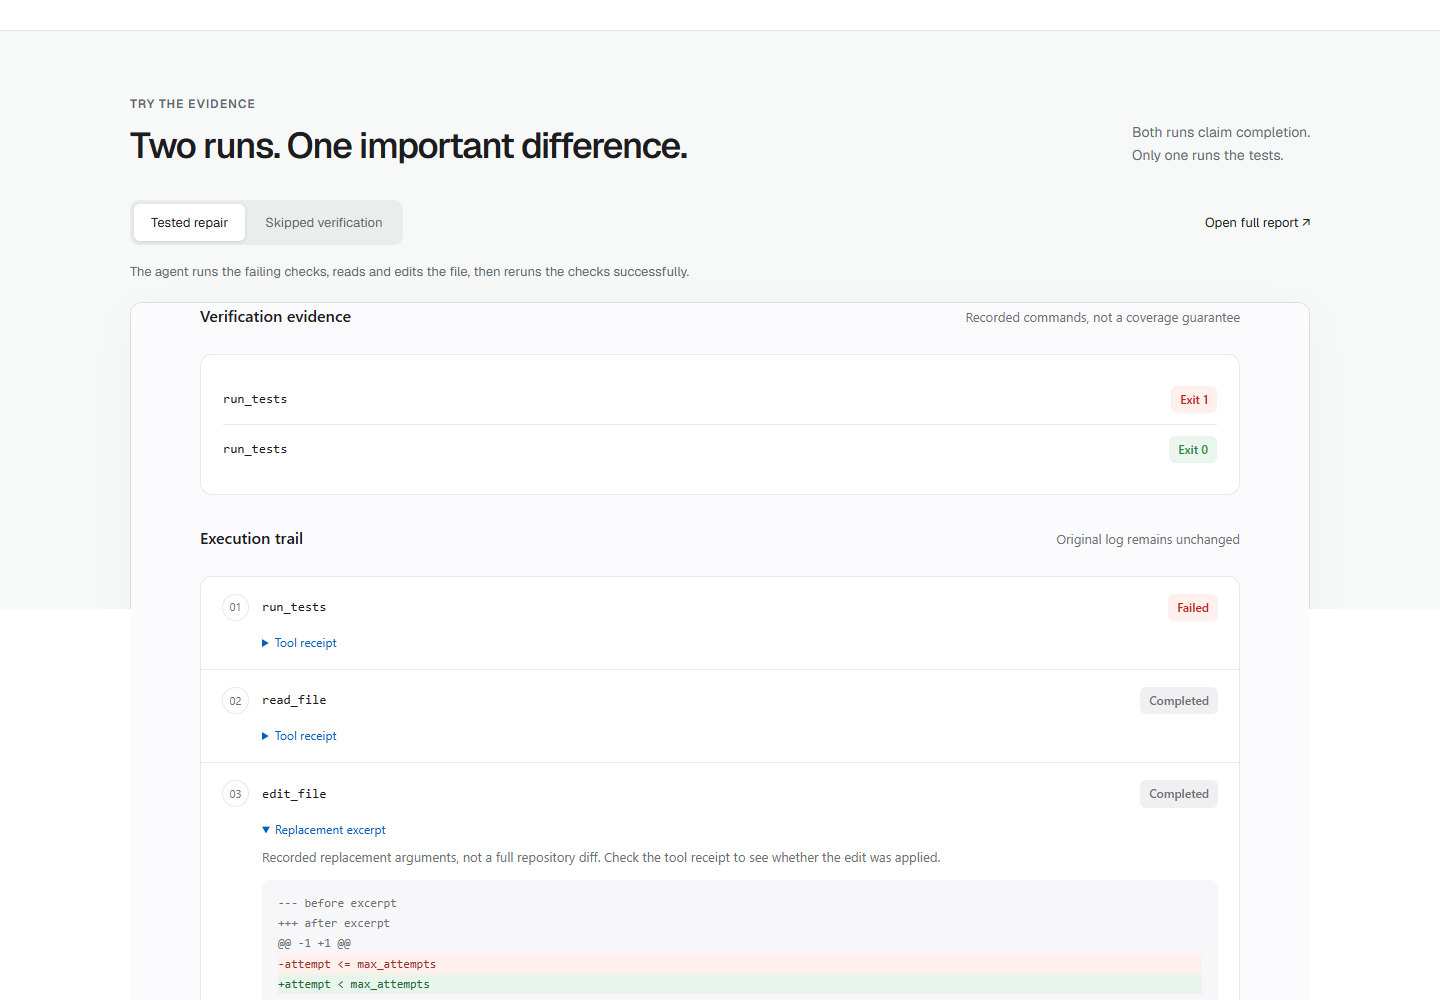 TRY THE EVIDENCE
Two runs. One important difference.
Both runs claim completion.
Only one runs the tests.
Tested repair
Skipped verification
Open full report ↗
The agent runs the failing checks, reads and edits the file, then reruns the checks successfully.
Verification evidence
Recorded commands, not a coverage guarantee
run_tests
Exit 1
run_tests
Exit 0
Execution trail
Original log remains unchanged
01
run_tests
Failed
▶ Tool receipt
02
read_file
Completed
▶ Tool receipt
03
edit_file
Completed
▼ Replacement excerpt
Recorded replacement arguments, not a full repository diff. Check the tool receipt to see whether the edit was applied.
--- before excerpt
+++ after excerpt
@@ -1 +1 @@
-attempt <= max_attempts
+attempt < max_attempts